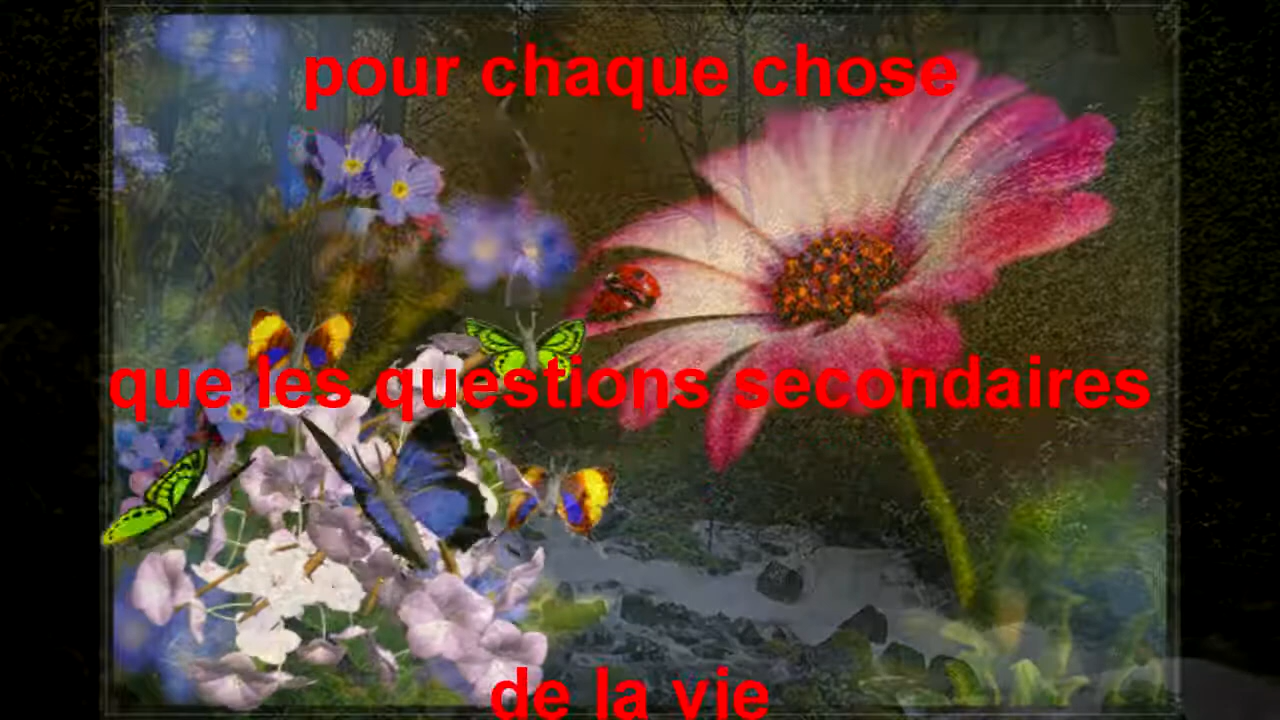 pour chaque chose
que les questions secondaires
de la vie